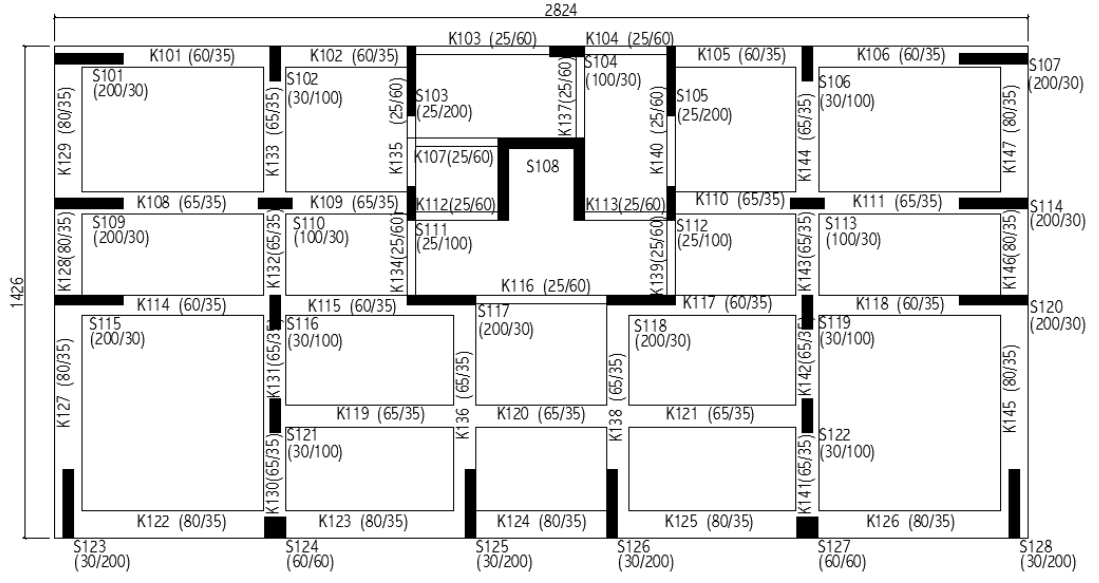 2824
K103 (25/60)
K104 (25/60)
K101 (60/35)
K102 (60/35)
K105 (60/35)
K106 (60/35)
S101
(200/30)
S102
(30/100)
S103
(25/200)
S104
(100/30)
S105
(25/200)
S106
(30/100)
S107
(200/30)
K129 (80/35)
K133 (65/35)
K135 (25/60)
K137(25/60)
K140 (25/60)
K144 (65/35)
K147 (80/35)
K107(25/60)
S108
K108 (65/35)
K109 (65/35)
K112(25/60)
K113(25/60)
K110 (65/35)
K111 (65/35)
S109
(200/30)
S110
(100/30)
S111
(25/100)
S112
(25/100)
S113
(100/30)
S114
(200/30)
K128(80/35)
K132(65/35)
K134(25/60)
K139(25/60)
K143(65/35)
K146(80/35)
1426
K116 (25/60)
K114 (60/35)
K115 (60/35)
K117 (60/35)
K118 (60/35)
S115
(200/30)
S116
(30/100)
S117
(200/30)
S118
(200/30)
S119
(30/100)
S120
(200/30)
K127 (80/35)
K131(65/35)
K136 (65/35)
K138 (65/35)
K142(65/35)
K145 (80/35)
K119 (65/35)
K120 (65/35)
K121 (65/35)
S121
(30/100)
S122
(30/100)
K130(65/35)
K141(65/35)
K122 (80/35)
K123 (80/35)
K124 (80/35)
K125 (80/35)
K126 (80/35)
S123
(30/200)
S124
(60/60)
S125
(30/200)
S126
(30/200)
S127
(60/60)
S128
(30/200)